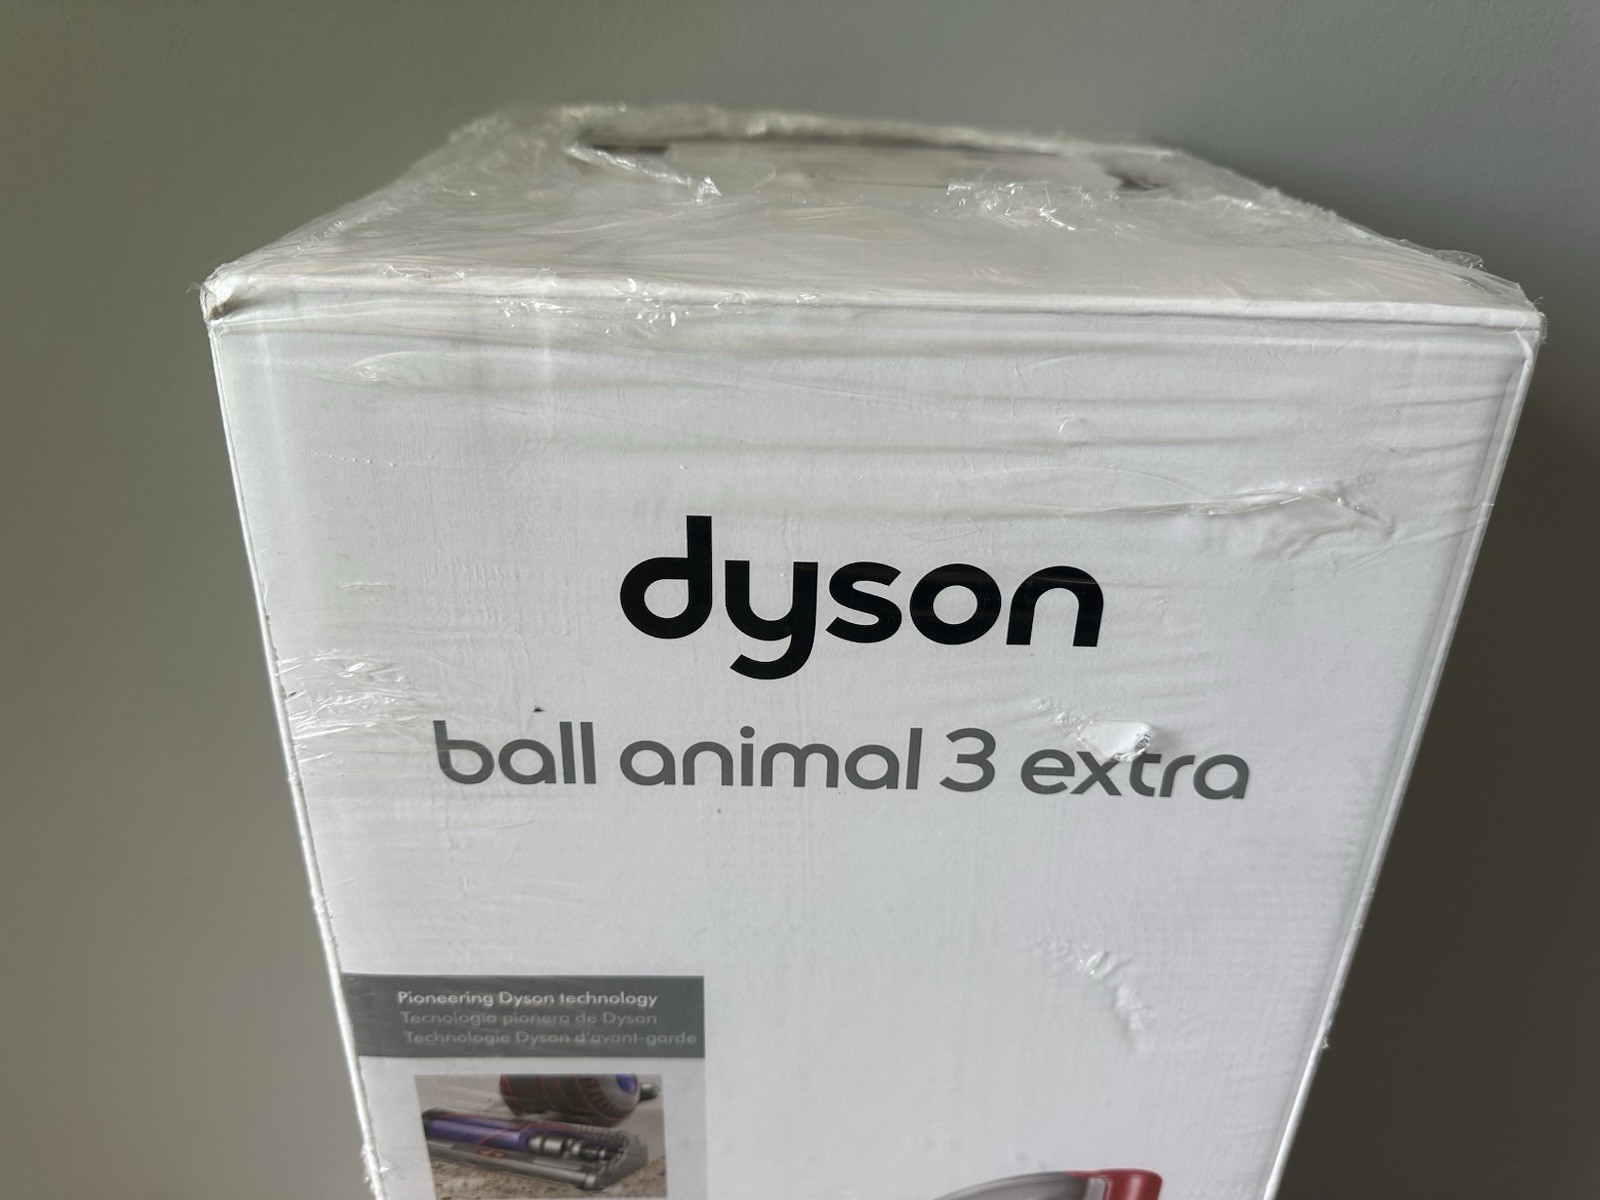 dyson
ball animal 3 extra
Pioneering Dyson technology
Tecnología pionera de Dyson
Technologie Dyson d'avant-garde